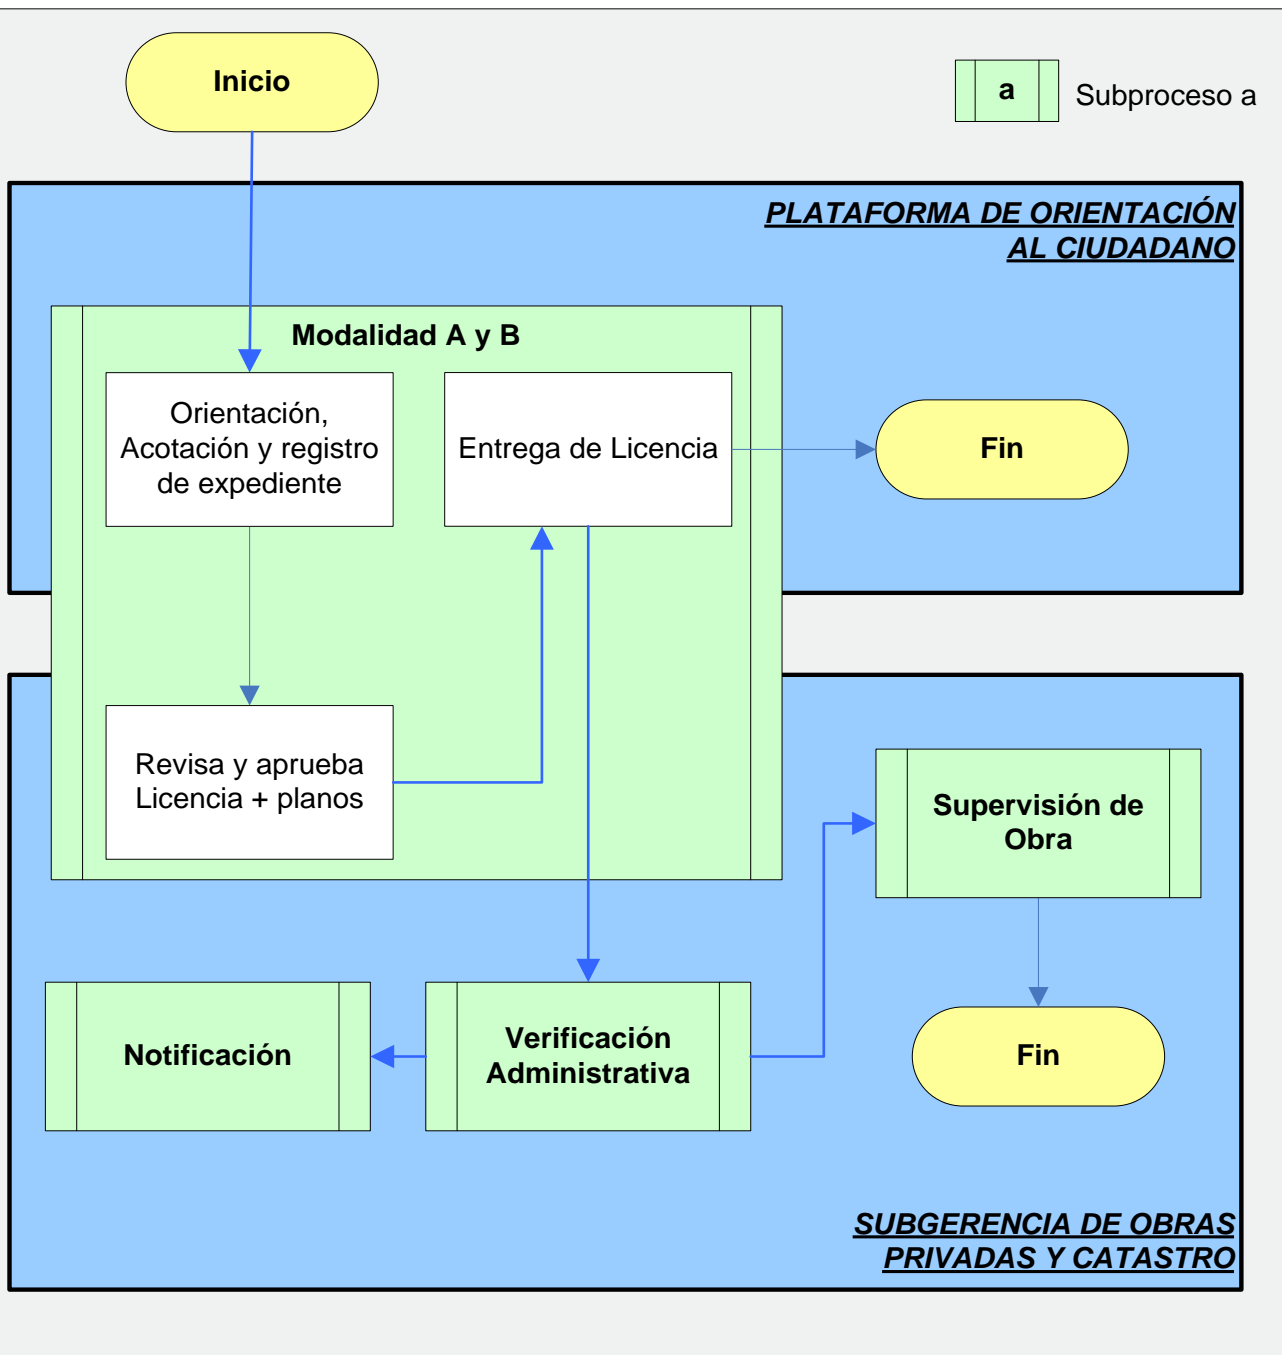 Inicio
a
Subproceso a
PLATAFORMA DE ORIENTACIÓN
AL CIUDADANO
Modalidad A y B
Orientación,
Acotación y registro
de expediente
Entrega de Licencia
Fin
Revisa y aprueba
Licencia + planos
Supervisión de
Obra
Notificación
Verificación
Administrativa
Fin
SUBGERENCIA DE OBRAS
PRIVADAS Y CATASTRO